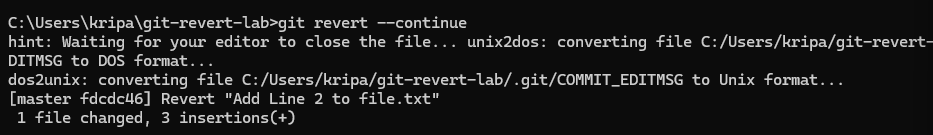 C:\Users\kripa\git-revert-lab>git revert --continue
hint: Waiting for your editor to close the file... unix2dos: converting file C:/Users/kripa/git-revert-
DITMSG to DOS format...
dos2unix: converting file C:/Users/kripa/git-revert-lab/.git/COMMIT_EDITMSG to Unix format...
[master fdcdc46] Revert "Add Line 2 to file.txt"
 1 file changed, 3 insertions(+)